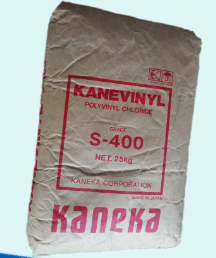 KANEVINYL
POLYVINYL CHLORIDE
GRADE
S-400
NET. 25kg
KANEKA CORPORATION
MADE IN JAPAN
Kaneka